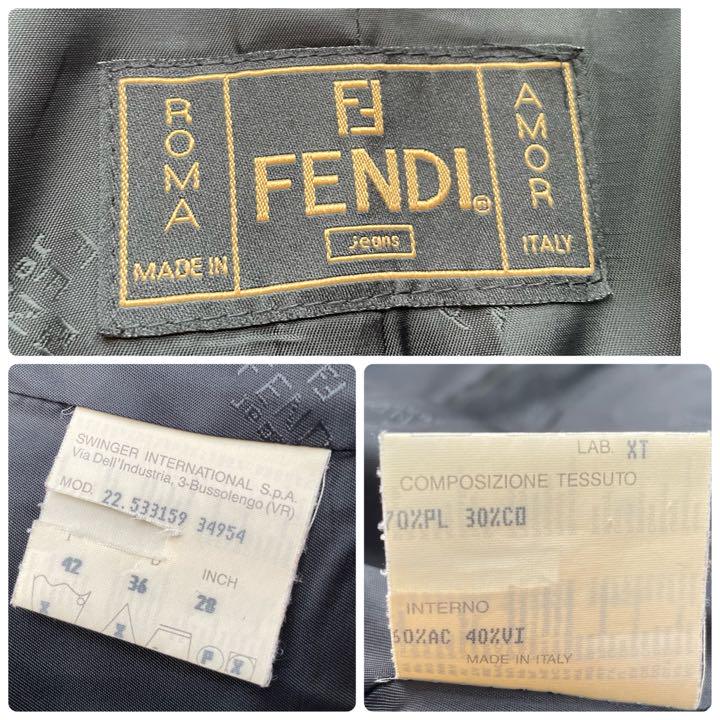 ROMA
MADE IN
FENDI®
jeans
AMOR
ITALY
SWINGER INTERNATIONAL S.p.A.
Via Dell'Industria, 3-Bussolengo (VR)
MOD. 22.533159 34954
INCH
42 36 28
X X P X
LAB. XT
COMPOSIZIONE TESSUTO
70%PL 30%CO
INTERNO
60%AC 40%VI
MADE IN ITALY